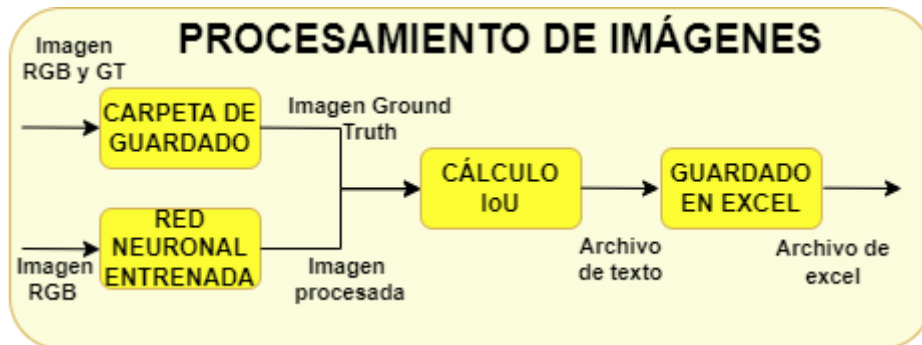 PROCESAMIENTO DE IMÁGENES
Imagen
RGB y GT
CARPETA DE
GUARDADO
Imagen Ground
Truth
CÁLCULO
IoU
GUARDADO
EN EXCEL
RED
NEURONAL
ENTRENADA
Imagen
RGB
Imagen
procesada
Archivo
de texto
Archivo de
excel